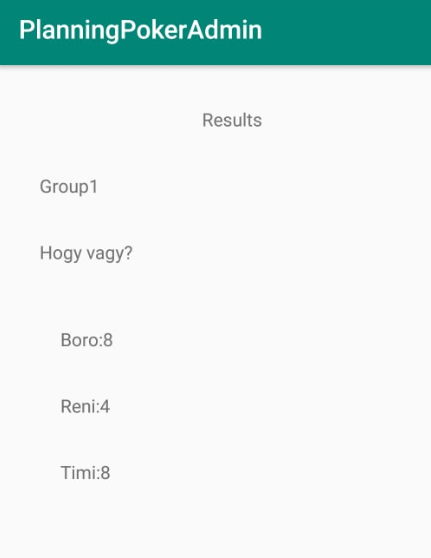 PlanningPokerAdmin
Results
Group1
Hogy vagy?
Boro:8
Reni:4
Timi:8